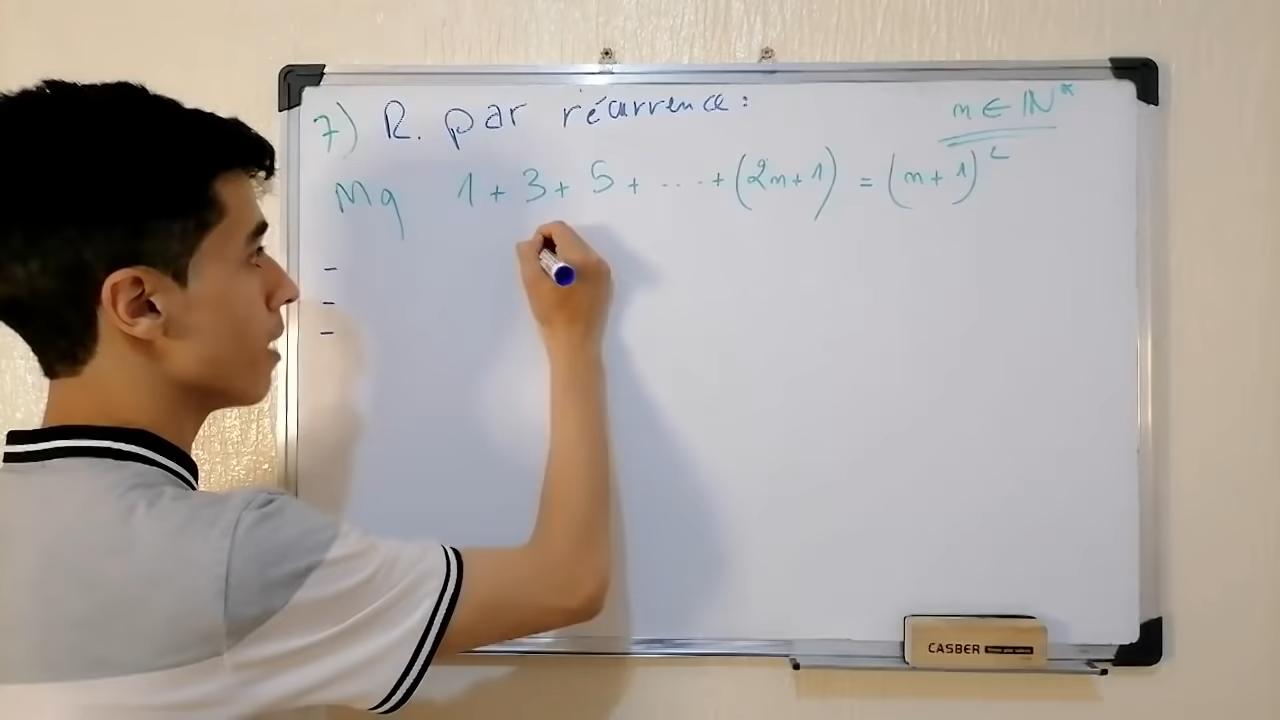 7) R. par récurrence :
n ∈ ℕ*
Mq 1 + 3 + 5 + .... + (2n+1) = (n+1)²
-
-
-
CASBER